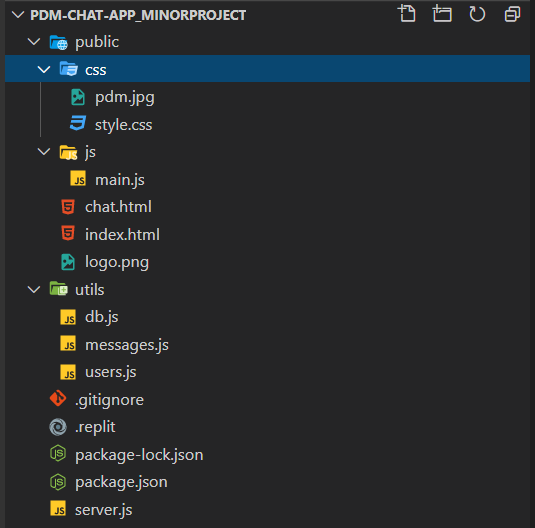 PDM-CHAT-APP_MINORPROJECT
public
css
pdm.jpg
style.css
js
main.js
chat.html
index.html
logo.png
utils
db.js
messages.js
users.js
.gitignore
.replit
package-lock.json
package.json
server.js